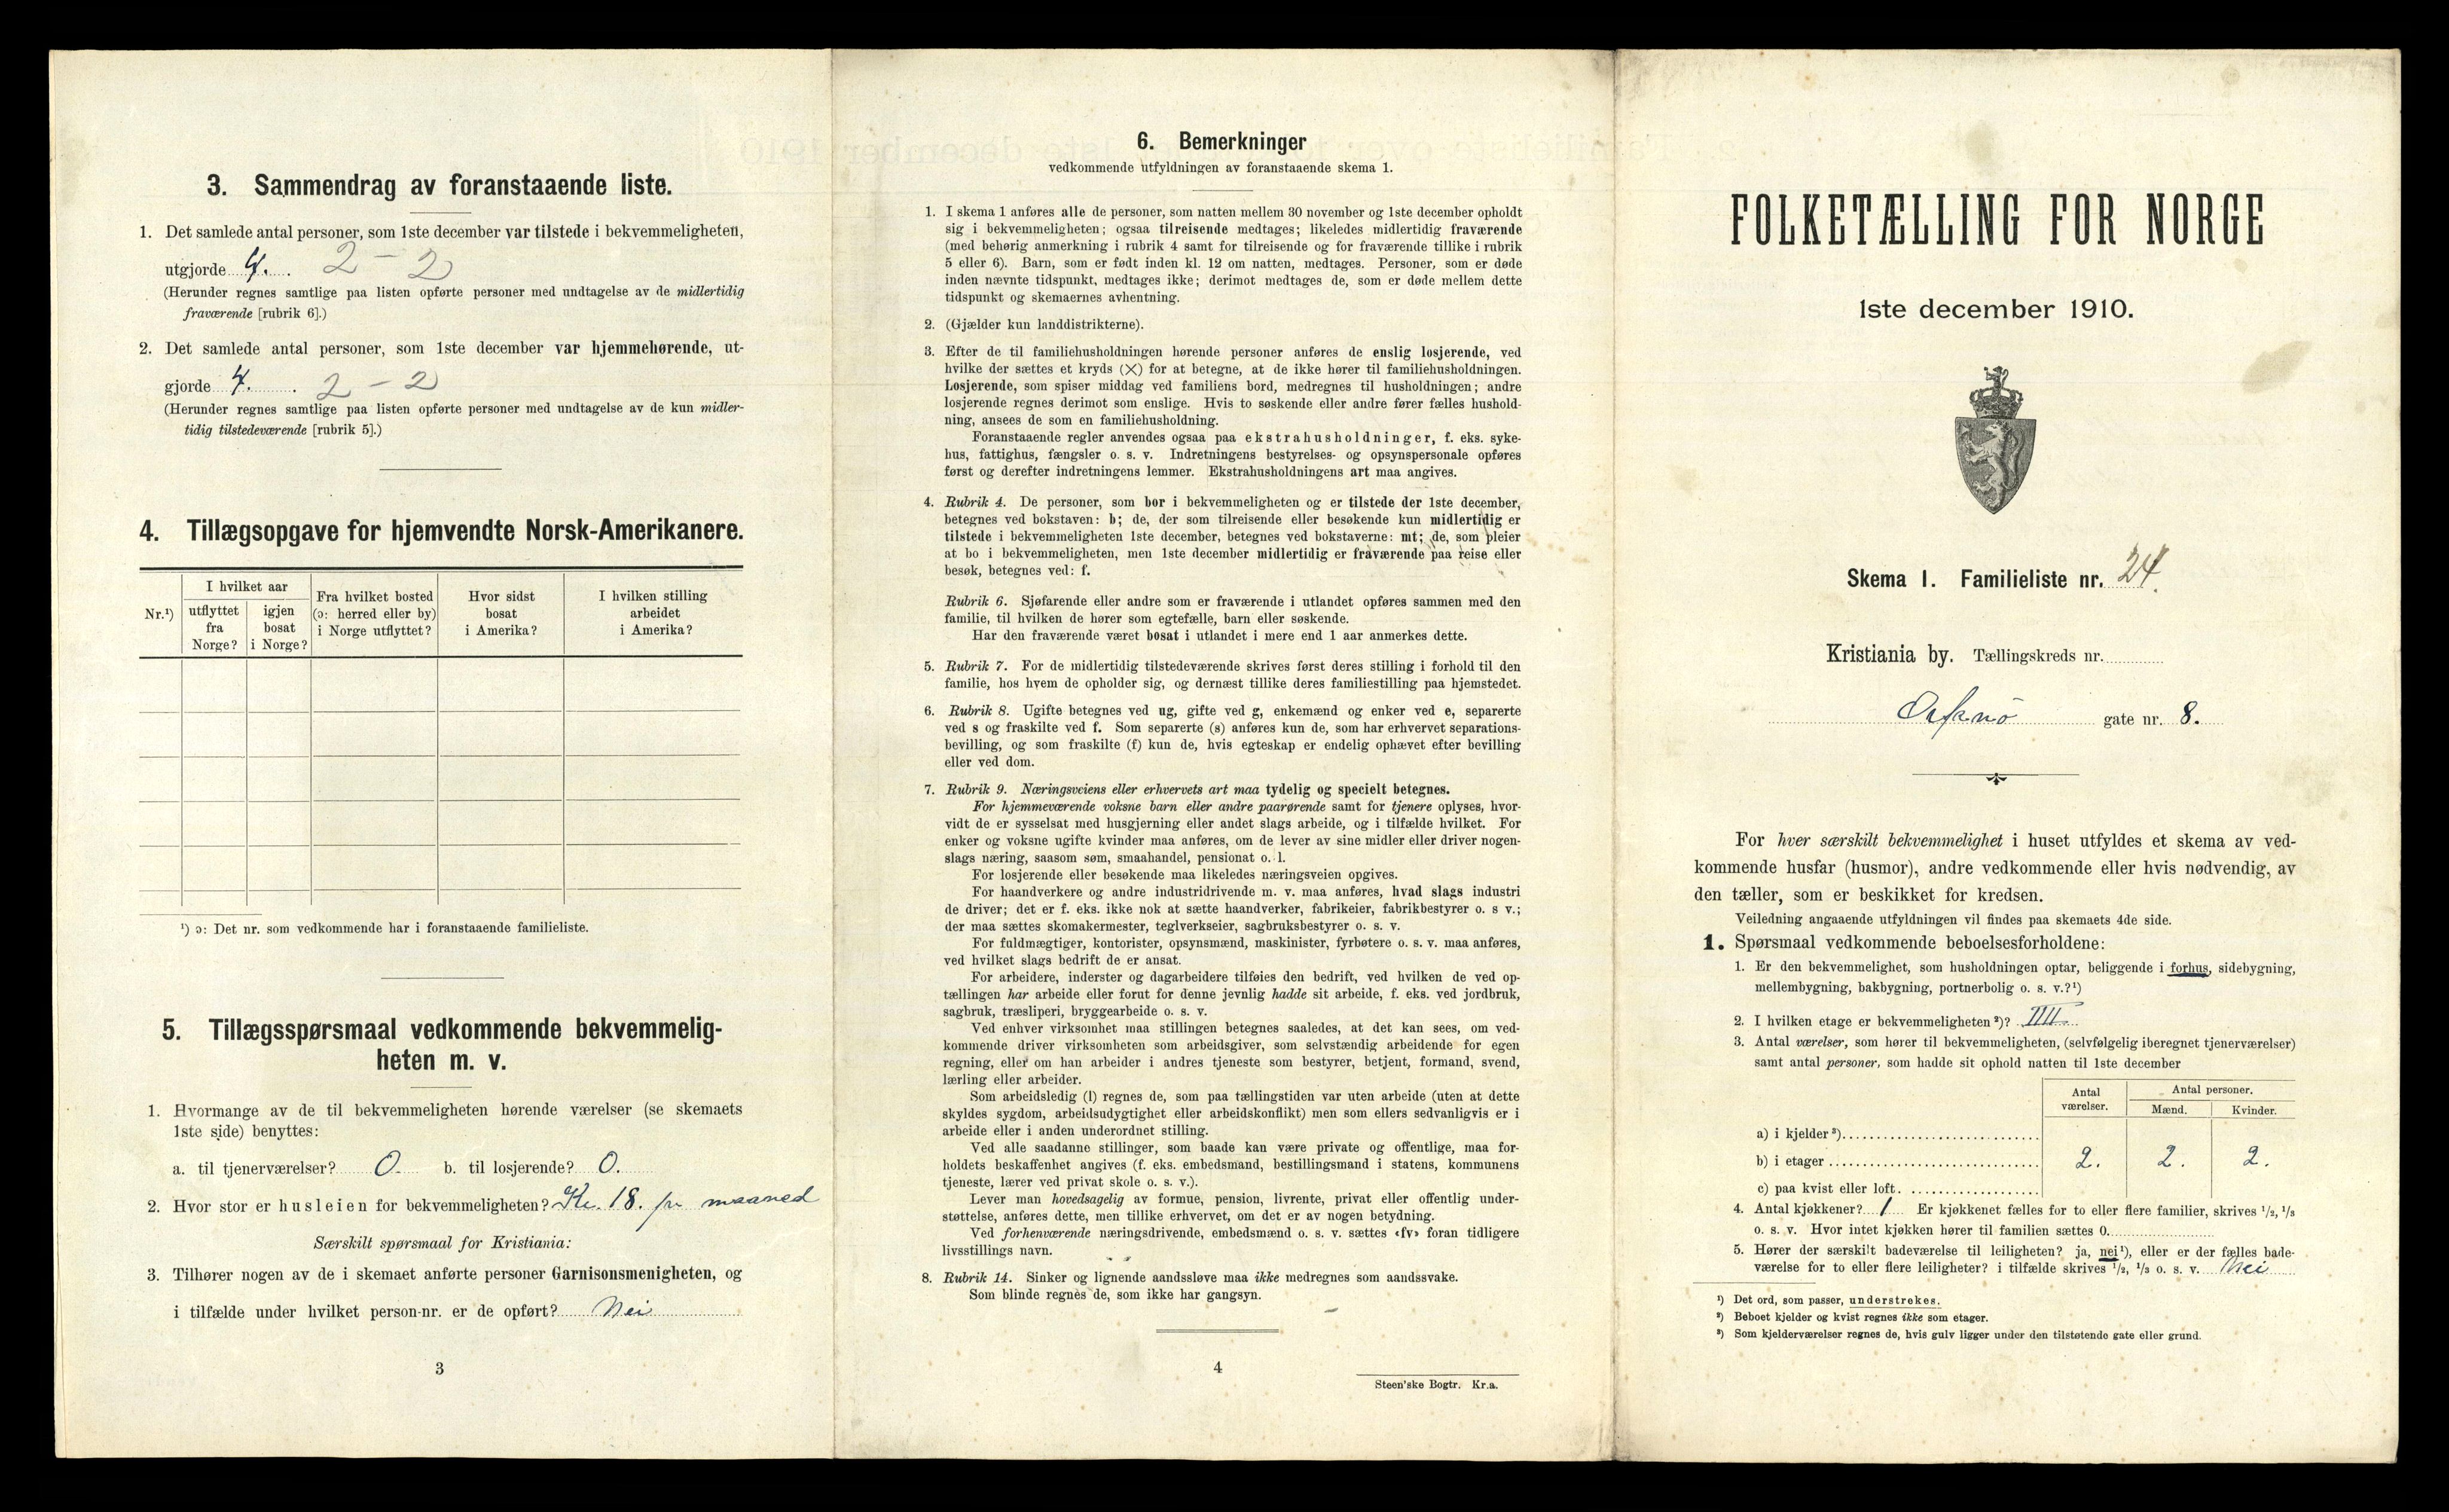 3. Sammendrag av foranstaaende liste.
1. Det samlede antal personer, som 1ste december var tilstede i bekvemmeligheten,
utgjorde 4. 2 - 2
(Herunder regnes samtlige paa listen opførte personer med undtagelse av de midlertidig
fraværende [rubrik 6].)
2. Det samlede antal personer, som 1ste december var hjemmehørende, ut-
gjorde 4. 2 - 2
(Herunder regnes samtlige paa listen opførte personer med undtagelse av de kun midler-
tidig tilstedeværende [rubrik 5].)
4. Tillægsopgave for hjemvendte Norsk-Amerikanere.
Nr.¹)
I hvilket aar
utflyttet fra Norge?
igjen bosat i Norge?
Fra hvilket bosted (ɔ: herred eller by) i Norge utflyttet?
Hvor sidst bosat i Amerika?
I hvilken stilling arbeidet i Amerika?
¹) ɔ: Det nr. som vedkommende har i foranstaaende familieliste.
5. Tillægsspørsmaal vedkommende bekvemmelig-
heten m. v.
1. Hvormange av de til bekvemmeligheten hørende værelser (se skemaets
1ste side) benyttes:
a. til tjenerværelser? 0. b. til losjerende? 0.
2. Hvor stor er husleien for bekvemmeligheten? Kr. 18. pr maaned
Særskilt spørsmaal for Kristiania:
3. Tilhører nogen av de i skemaet anførte personer Garnisonsmenigheten, og
i tilfælde under hvilket person-nr. er de opført? Nei
3
6. Bemerkninger
vedkommende utfyldningen av foranstaaende skema 1.
1. I skema 1 anføres alle de personer, som natten mellem 30 november og 1ste december opholdt
sig i bekvemmeligheten; ogsaa tilreisende medtages; likeledes midlertidig fraværende
(med behørig anmerkning i rubrik 4 samt for tilreisende og for fraværende tillike i rubrik
5 eller 6). Barn, som er født inden kl. 12 om natten, medtages. Personer, som er døde
inden nævnte tidspunkt, medtages ikke; derimot medtages de, som er døde mellem dette
tidspunkt og skemaernes avhentning.
2. (Gjælder kun landdistrikterne).
3. Efter de til familiehusholdningen hørende personer anføres de enslig losjerende, ved
hvilke der sættes et kryds (×) for at betegne, at de ikke hører til familiehusholdningen.
Losjerende, som spiser middag ved familiens bord, medregnes til husholdningen; andre
losjerende regnes derimot som enslige. Hvis to søskende eller andre fører fælles hushold-
ning, ansees de som en familiehusholdning.
Foranstaaende regler anvendes ogsaa paa ekstrahusholdninger, f. eks. syke-
hus, fattighus, fængsler o. s. v. Indretningens bestyrelses- og opsynspersonale opføres
først og derefter indretningens lemmer. Ekstrahusholdningens art maa angives.
4. Rubrik 4. De personer, som bor i bekvemmeligheten og er tilstede der 1ste december,
betegnes ved bokstaven: b; de, der som tilreisende eller besøkende kun midlertidig er
tilstede i bekvemmeligheten 1ste december, betegnes ved bokstaverne: mt; de, som pleier
at bo i bekvemmeligheten, men 1ste december midlertidig er fraværende paa reise eller
besøk, betegnes ved: f.
Rubrik 6. Sjøfarende eller andre som er fraværende i utlandet opføres sammen med den
familie, til hvilken de hører som egtefælle, barn eller søskende.
Har den fraværende været bosat i utlandet i mere end 1 aar anmerkes dette.
5. Rubrik 7. For de midlertidig tilstedeværende skrives først deres stilling i forhold til den
familie, hos hvem de opholder sig, og dernæst tillike deres familiestilling paa hjemstedet.
6. Rubrik 8. Ugifte betegnes ved ug, gifte ved g, enkemænd og enker ved e, separerte
ved s og fraskilte ved f. Som separerte (s) anføres kun de, som har erhvervet separations-
bevilling, og som fraskilte (f) kun de, hvis egteskap er endelig ophævet efter bevilling
eller ved dom.
7. Rubrik 9. Næringsveiens eller erhvervets art maa tydelig og specielt betegnes.
For hjemmeværende voksne barn eller andre paarørende samt for tjenere oplyses, hvor-
vidt de er sysselsat med husgjerning eller andet slags arbeide, og i tilfælde hvilket. For
enker og voksne ugifte kvinder maa anføres, om de lever av sine midler eller driver nogen-
slags næring, saasom søm, smaahandel, pensionat o. l.
For losjerende eller besøkende maa likeledes næringsveien opgives.
For haandverkere og andre industridrivende m. v. maa anføres, hvad slags industri
de driver; det er f. eks. ikke nok at sætte haandverker, fabrikeier, fabrikbestyrer o. s v.;
der maa sættes skomakermester, teglverkseier, sagbruksbestyrer o. s. v.
For fuldmægtiger, kontorister, opsynsmænd, maskinister, fyrbøtere o. s. v. maa anføres,
ved hvilket slags bedrift de er ansat.
For arbeidere, inderster og dagarbeidere tilføies den bedrift, ved hvilken de ved op-
tællingen har arbeide eller forut for denne jevnlig hadde sit arbeide, f. eks. ved jordbruk,
sagbruk, træsliperi, bryggearbeide o. s. v.
Ved enhver virksomhet maa stillingen betegnes saaledes, at det kan sees, om ved-
kommende driver virksomheten som arbeidsgiver, som selvstændig arbeidende for egen
regning, eller om han arbeider i andres tjeneste som bestyrer, betjent, formand, svend,
lærling eller arbeider.
Som arbeidsledig (l) regnes de, som paa tællingstiden var uten arbeide (uten at dette
skyldes sygdom, arbeidsudygtighet eller arbeidskonflikt) men som ellers sedvanligvis er i
arbeide eller i anden underordnet stilling.
Ved alle saadanne stillinger, som baade kan være private og offentlige, maa for-
holdets beskaffenhet angives (f. eks. embedsmand, bestillingsmand i statens, kommunens
tjeneste, lærer ved privat skole o. s. v.).
Lever man hovedsagelig av formue, pension, livrente, privat eller offentlig under-
støttelse, anføres dette, men tillike erhvervet, om det er av nogen betydning.
Ved forhenværende næringsdrivende, embedsmænd o. s. v. sættes «fv» foran tidligere
livsstillings navn.
8. Rubrik 14. Sinker og lignende aandssløve maa ikke medregnes som aandssvake.
Som blinde regnes de, som ikke har gangsyn.
4
Steen'ske Bogtr. Kr.a.
FOLKETÆLLING FOR NORGE
1ste december 1910.
Skema 1. Familieliste nr. 24.
Kristiania by. Tællingskreds nr.
gate nr. 8.
For hver særskilt bekvemmelighet i huset utfyldes et skema av ved-
kommende husfar (husmor), andre vedkommende eller hvis nødvendig, av
den tæller, som er beskikket for kredsen.
Veiledning angaaende utfyldningen vil findes paa skemaets 4de side.
1. Spørsmaal vedkommende beboelsesforholdene:
1. Er den bekvemmelighet, som husholdningen optar, beliggende i forhus, sidebygning,
mellembygning, bakbygning, portnerbolig o. s. v.?¹)
2. I hvilken etage er bekvemmeligheten²)? IIII
3. Antal værelser, som hører til bekvemmeligheten, (selvfølgelig iberegnet tjenerværelser)
samt antal personer, som hadde sit ophold natten til 1ste december
Antal værelser.
Antal personer.
Mænd. Kvinder.
a) i kjelder³)
b) i etager 2. 2. 2.
c) paa kvist eller loft.
4. Antal kjøkkener? 1 Er kjøkkenet fælles for to eller flere familier, skrives ½, ⅓
o. s. v. Hvor intet kjøkken hører til familien sættes 0.
5. Hører der særskilt badeværelse til leiligheten? ja, nei¹), eller er der fælles bade-
værelse for to eller flere leiligheter? i tilfælde skrives ½, ⅓ o. s. v. Nei
¹) Det ord, som passer, understrekes.
²) Beboet kjelder og kvist regnes ikke som etager.
³) Som kjelderværelser regnes de, hvis gulv ligger under den tilstøtende gate eller grund.